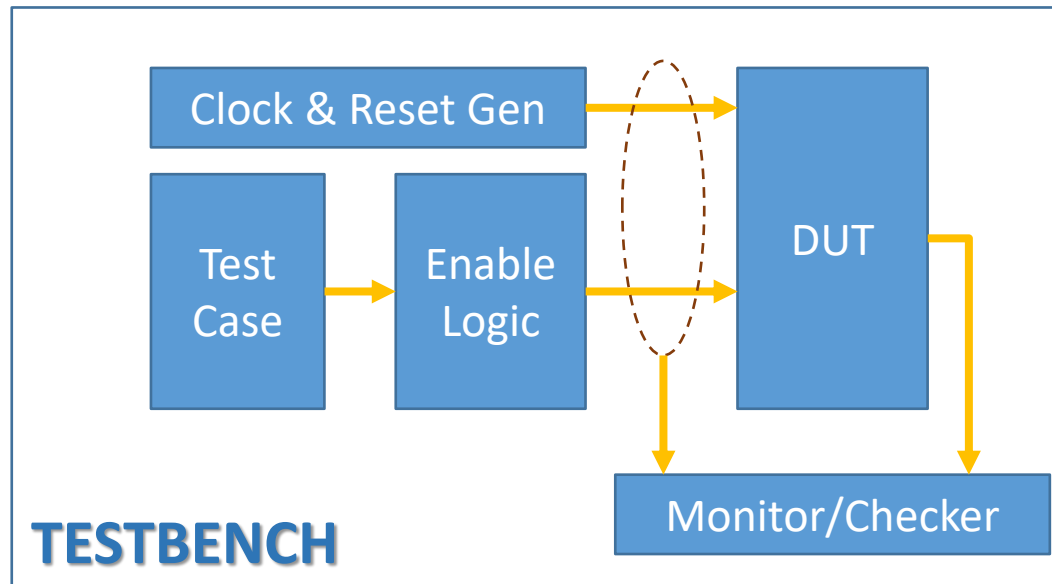 Clock & Reset Gen
Test
Case
Enable
Logic
DUT
Monitor/Checker
TESTBENCH